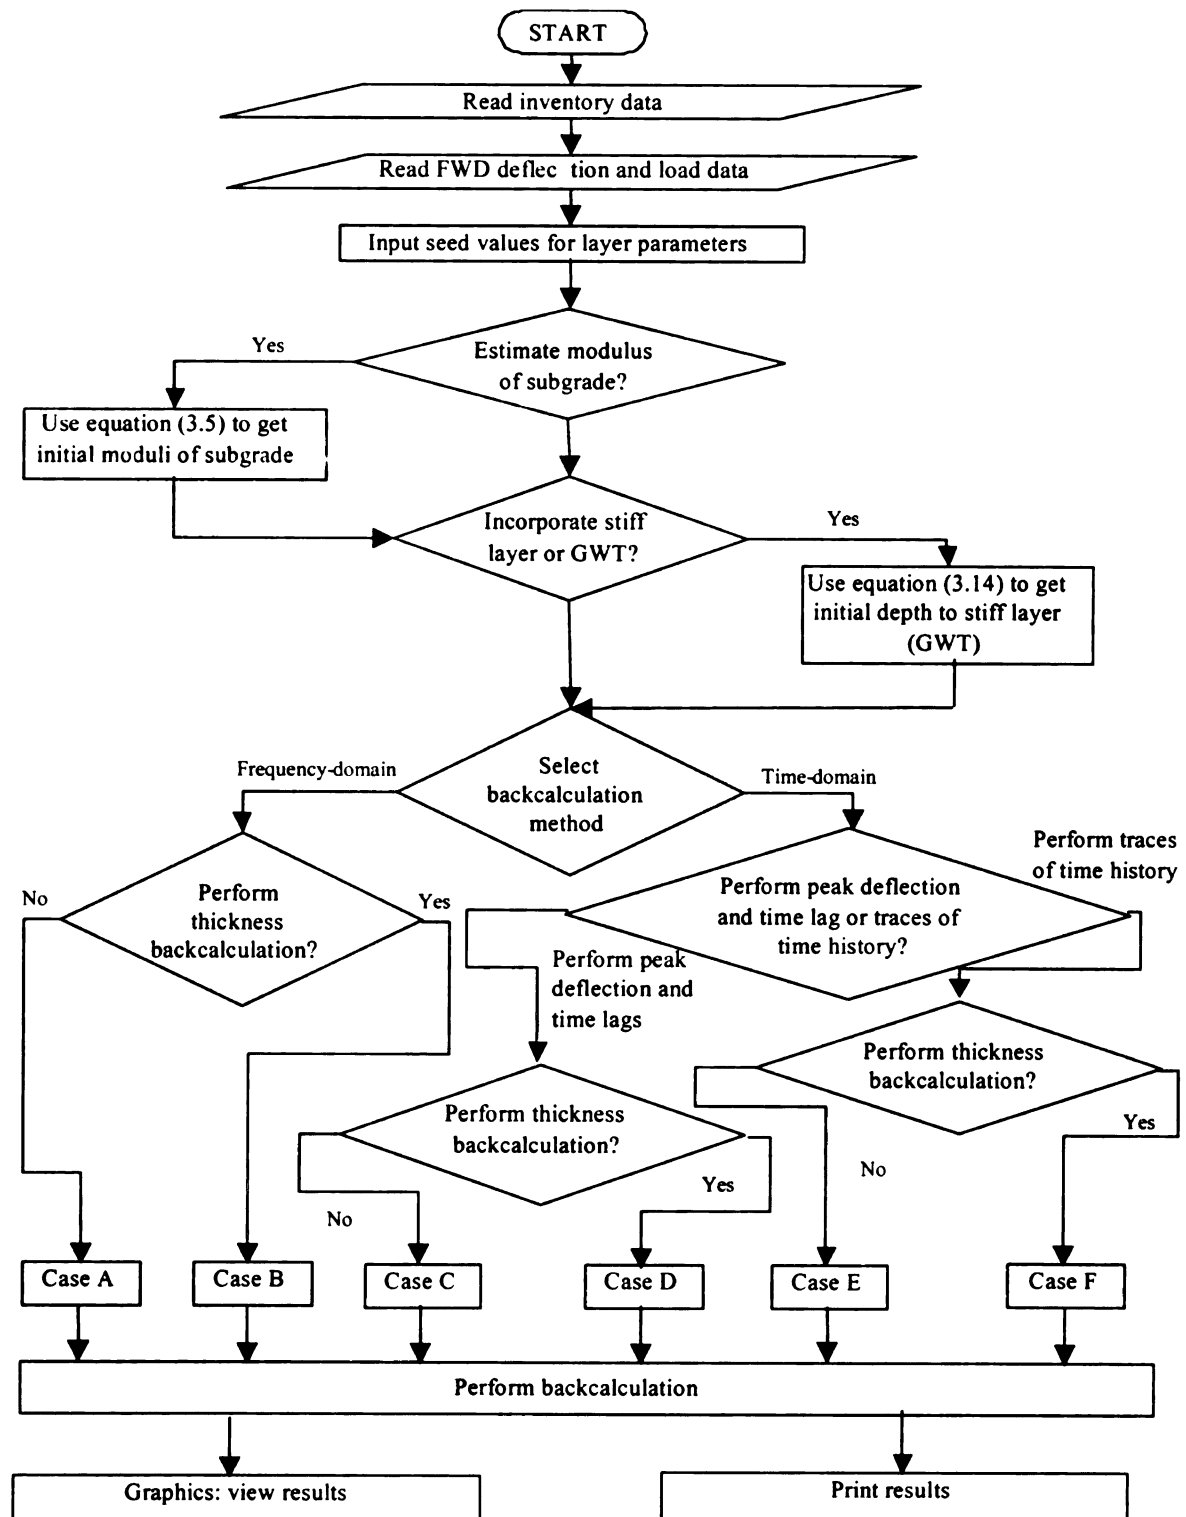 START
Read inventory data
Read FWD deflec tion and load data
Input seed values for layer parameters
Yes
Estimate modulus
of subgrade?
Use equation (3.5) to get
initial moduli of subgrade
Incorporate stiff
layer or GWT?
Yes
Use equation (3.14) to get
initial depth to stiff layer
(GWT)
Frequency-domain
Select
backcalculation
method
Time-domain
Perform traces
of time history
No
Perform
thickness
backcalculation?
Yes
Perform peak deflection
and time lag or traces of
time history?
Perform peak
deflection and
time lags
Perform thickness
backcalculation?
Yes
Perform thickness
backcalculation?
No
Yes
No
Case A
Case B
Case C
Case D
Case E
Case F
Perform backcalculation
Graphics: view results
Print results